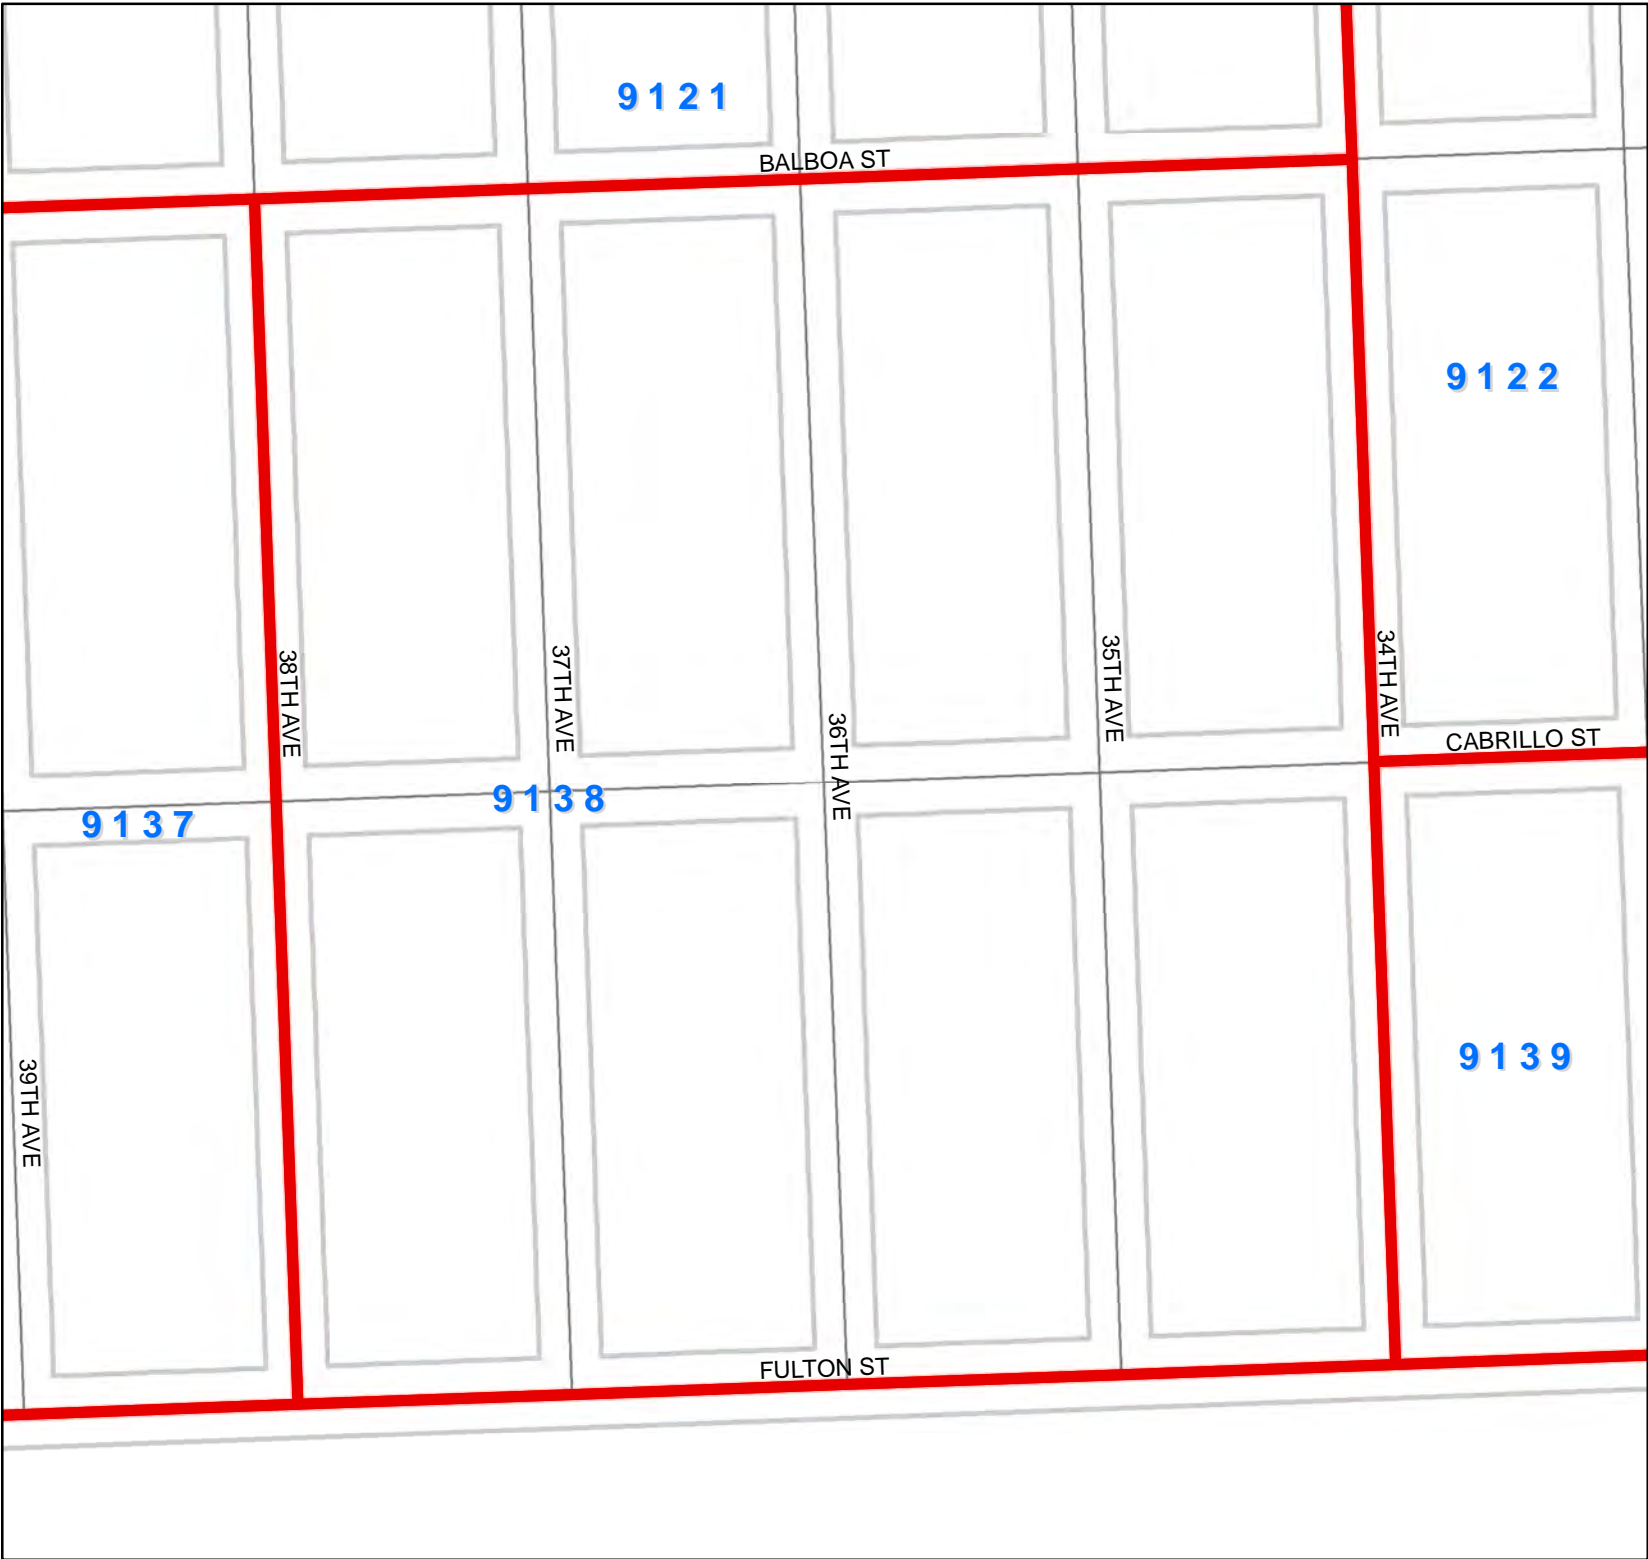 9121
BALBOA ST
9122
38TH AVE
37TH AVE
36TH AVE
35TH AVE
34TH AVE
CABRILLO ST
9137
9138
39TH AVE
9139
FULTON ST